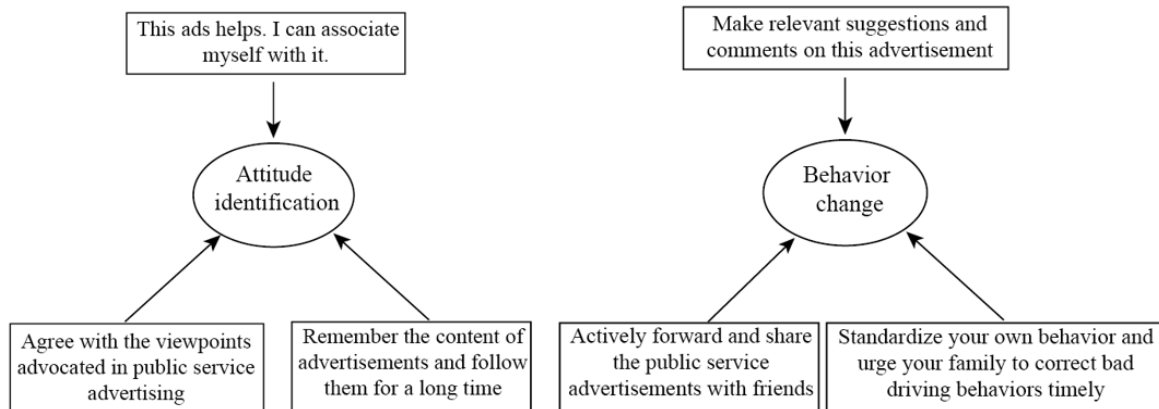 This ads helps. I can associate
myself with it.
Attitude
identification
Agree with the viewpoints
advocated in public service
advertising
Remember the content of
advertisements and follow
them for a long time
Make relevant suggestions and
comments on this advertisement
Behavior
change
Actively forward and share
the public service
advertisements with friends
Standardize your own behavior and
urge your family to correct bad
driving behaviors timely